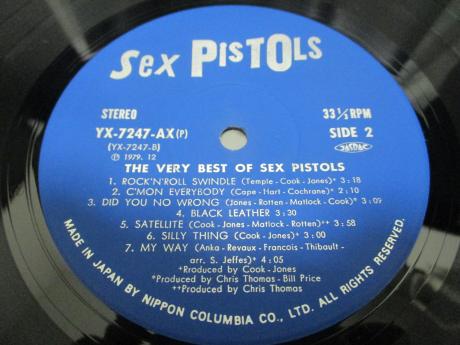 Sex PISTOLS
STEREO 33 1/3 RPM
YX-7247-AX(P) SIDE 2
(YX-7247-B) JASRAC
Ⓟ 1979. 12
THE VERY BEST OF SEX PISTOLS
1. ROCK'N'ROLL SWINDLE (Temple-Cook-Jones)* 3:18
2. C'MON EVERYBODY (Cape-Hart-Cochrane)* 2:10
3. DID YOU NO WRONG (Jones-Rotten-Matlock-Cook)* 3:09
4. BLACK LEATHER 3:30
5. SATELLITE (Cook-Jones-Matlock-Rotten)** 3:58
6. SILLY THING (Cook-Jones)* 3:00
7. MY WAY (Anka-Revaux-Francois-Thibault-
arr. S. Jeffes)* 4:05
*Produced by Cook-Jones
*Produced by Chris Thomas-Bill Price
**Produced by Chris Thomas
MADE IN JAPAN BY NIPPON COLUMBIA CO., LTD. ALL RIGHTS RESERVED.